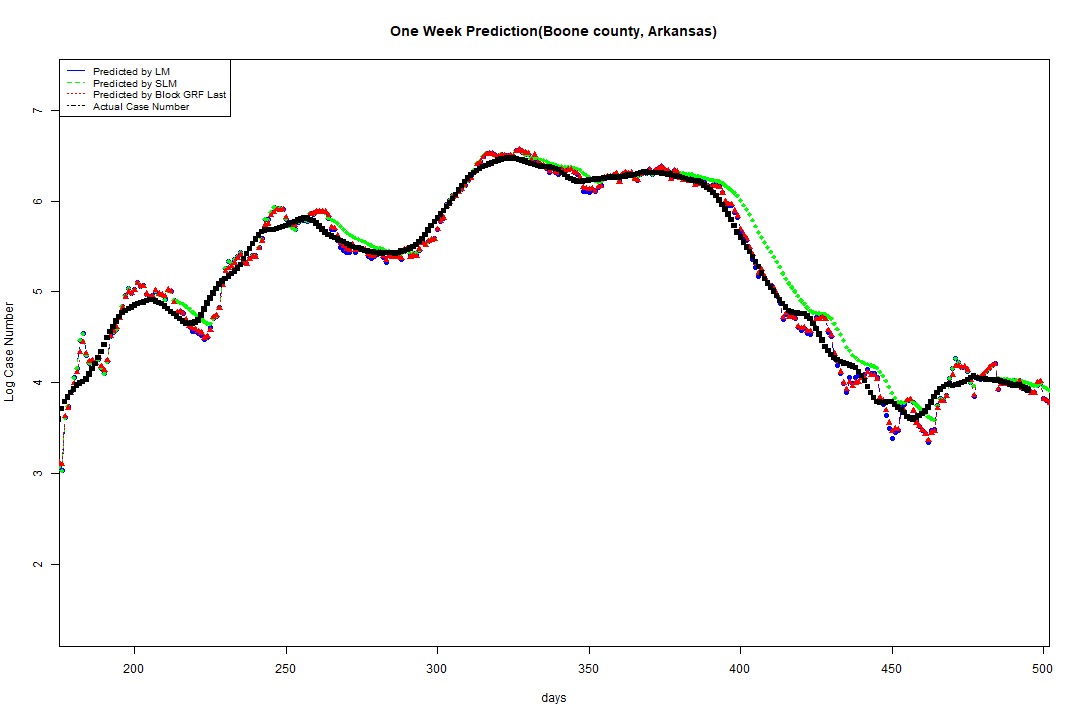 One Week Prediction(Boone county, Arkansas)
Predicted by LM
Predicted by SLM
Predicted by Block GRF Last
Actual Case Number
7
6
5
4
3
2
Log Case Number
200 250 300 350 400 450 500
days